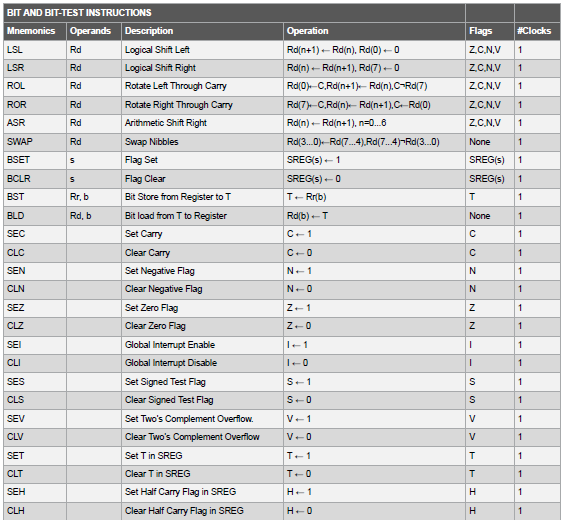 BIT AND BIT-TEST INSTRUCTIONS
Mnemonics Operands Description Operation Flags #Clocks
LSL Rd Logical Shift Left Rd(n+1) ← Rd(n), Rd(0) ← 0 Z,C,N,V 1
LSR Rd Logical Shift Right Rd(n) ← Rd(n+1), Rd(7) ← 0 Z,C,N,V 1
ROL Rd Rotate Left Through Carry Rd(0)←C,Rd(n+1)← Rd(n),C¬Rd(7) Z,C,N,V 1
ROR Rd Rotate Right Through Carry Rd(7)←C,Rd(n)← Rd(n+1),C←Rd(0) Z,C,N,V 1
ASR Rd Arithmetic Shift Right Rd(n) ← Rd(n+1), n=0...6 Z,C,N,V 1
SWAP Rd Swap Nibbles Rd(3...0)←Rd(7...4),Rd(7...4)¬Rd(3...0) None 1
BSET s Flag Set SREG(s) ← 1 SREG(s) 1
BCLR s Flag Clear SREG(s) ← 0 SREG(s) 1
BST Rr, b Bit Store from Register to T T ← Rr(b) T 1
BLD Rd, b Bit load from T to Register Rd(b) ← T None 1
SEC Set Carry C ← 1 C 1
CLC Clear Carry C ← 0 C 1
SEN Set Negative Flag N ← 1 N 1
CLN Clear Negative Flag N ← 0 N 1
SEZ Set Zero Flag Z ← 1 Z 1
CLZ Clear Zero Flag Z ← 0 Z 1
SEI Global Interrupt Enable I ← 1 I 1
CLI Global Interrupt Disable I ← 0 I 1
SES Set Signed Test Flag S ← 1 S 1
CLS Clear Signed Test Flag S ← 0 S 1
SEV Set Two's Complement Overflow. V ← 1 V 1
CLV Clear Two's Complement Overflow V ← 0 V 1
SET Set T in SREG T ← 1 T 1
CLT Clear T in SREG T ← 0 T 1
SEH Set Half Carry Flag in SREG H ← 1 H 1
CLH Clear Half Carry Flag in SREG H ← 0 H 1